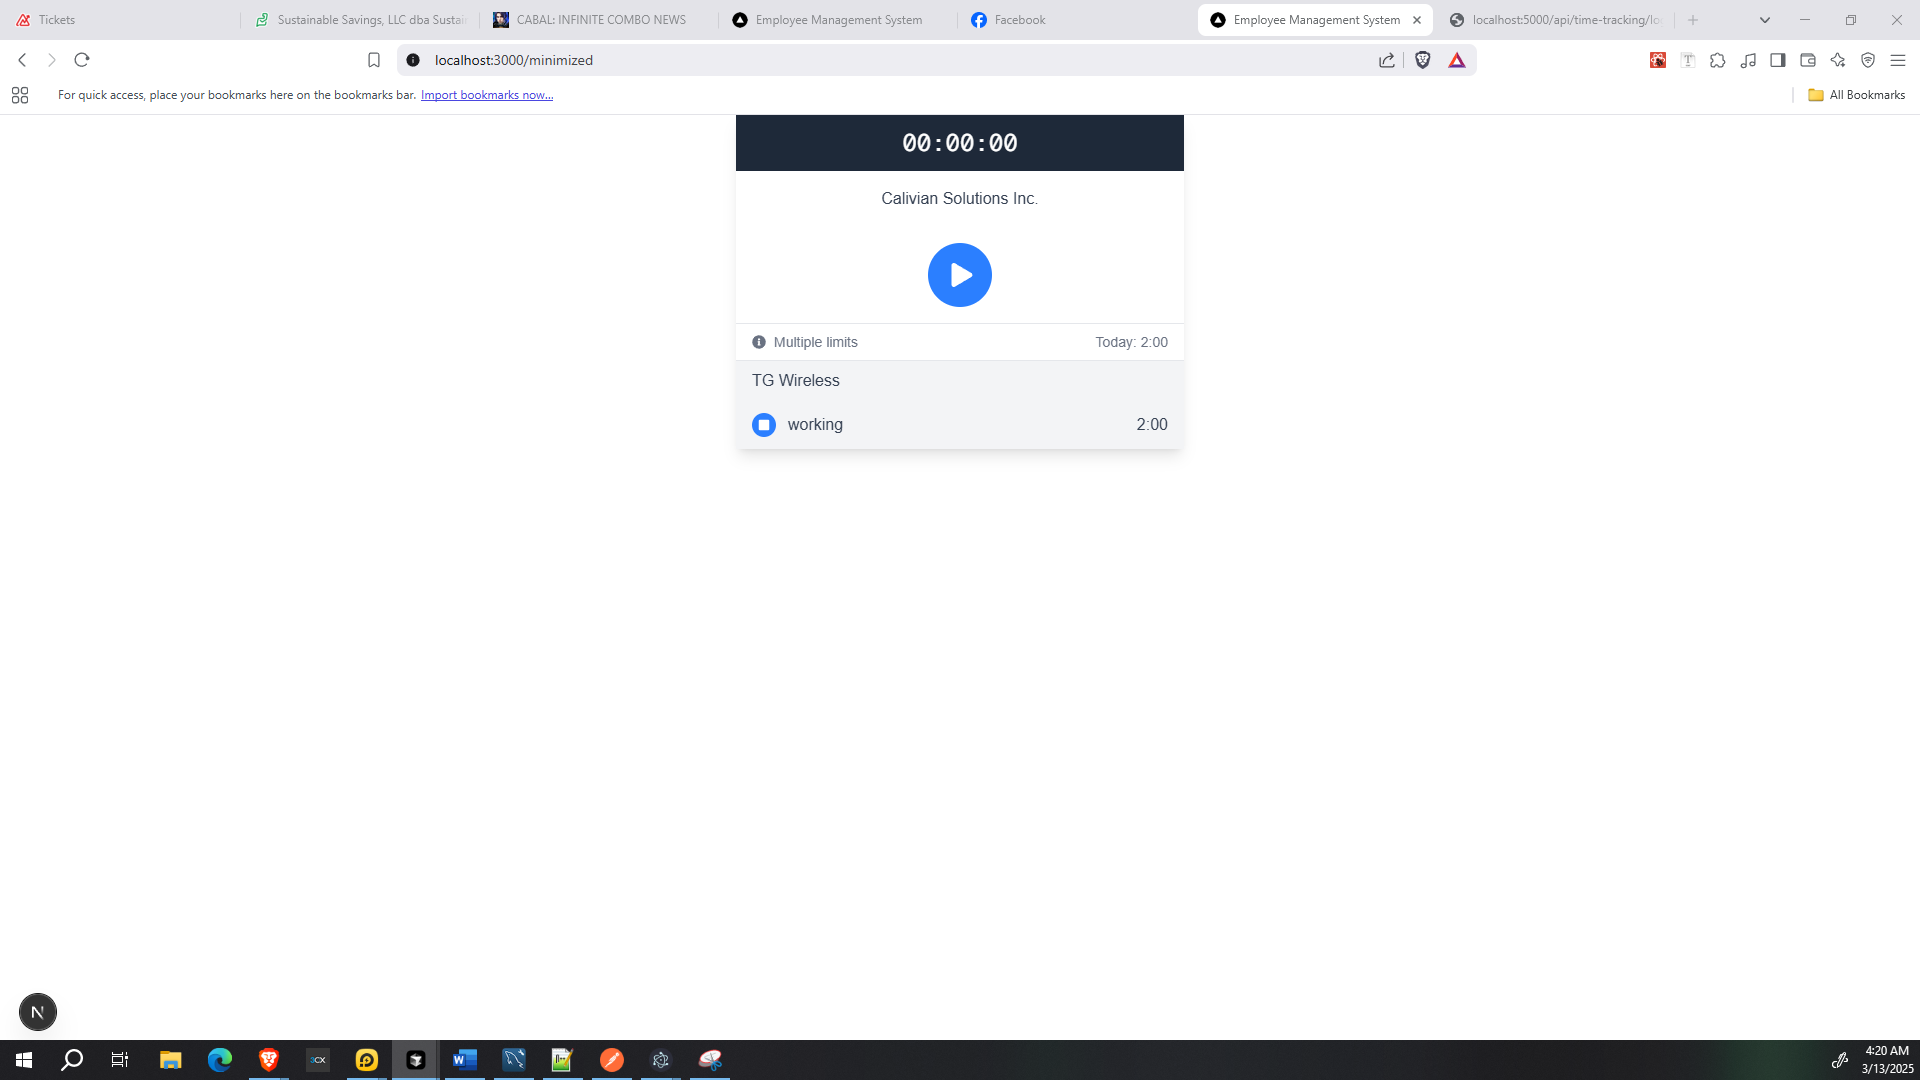 Tickets
Sustainable Savings, LLC dba Sustai
CABAL: INFINITE COMBO NEWS
Employee Management System
Facebook
Employee Management System
localhost:5000/api/time-tracking/lo
localhost:3000/minimized
For quick access, place your bookmarks here on the bookmarks bar. Import bookmarks now...
All Bookmarks
00:00:00
Calivian Solutions Inc.
Multiple limits
Today: 2:00
TG Wireless
working
2:00
N
3CX
W
4:20 AM
3/13/2025